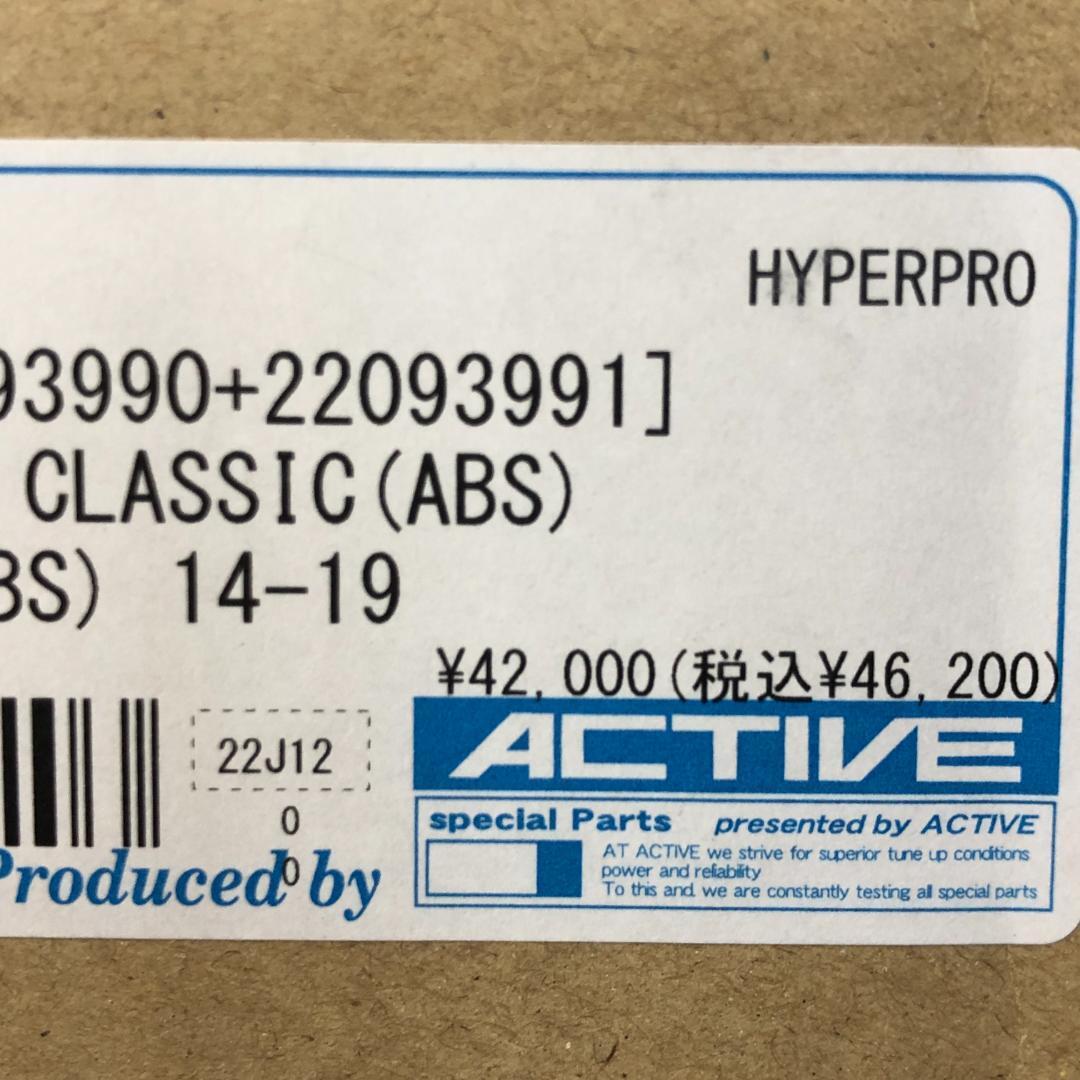 HYPERPRO
93990+22093991]
CLASSIC(ABS)
BS) 14-19
¥42,000(税込¥46,200)
ACTIVE
22J12
0
0
Produced by
special Parts presented by ACTIVE
AT ACTIVE we strive for superior tune up conditions
power and reliability
To this and. we are constantly testing all special parts